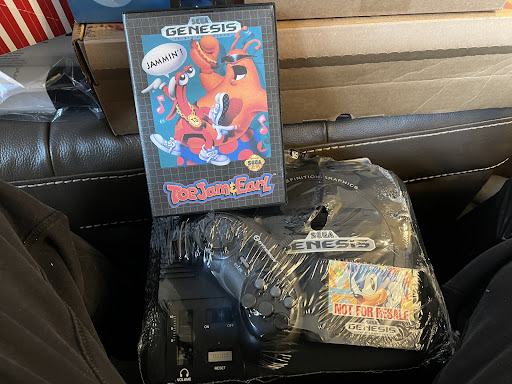 SEGA
GENESIS
JAMMIN'!
TOEJAM & EARL
SEGA
DEFINITION GRAPHICS
SEGA
GENESIS
ON OFF
RESET
VOLUME
NOT FOR RESALE
GENESIS